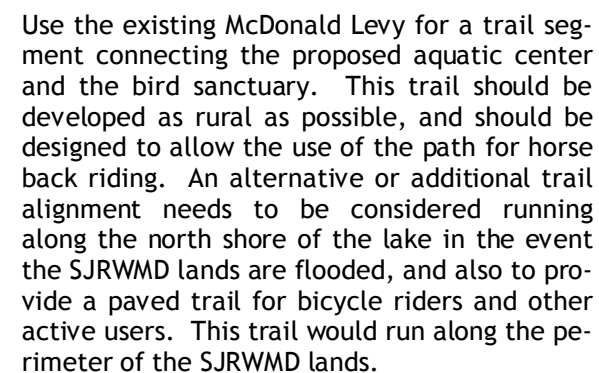 Use the existing McDonald Levy for a trail seg-
ment connecting the proposed aquatic center
and the bird sanctuary.  This trail should be
developed as rural as possible, and should be
designed to allow the use of the path for horse
back riding.  An alternative or additional trail
alignment needs to be considered running
along the north shore of the lake in the event
the SJRWMD lands are flooded, and also to pro-
vide a paved trail for bicycle riders and other
active users.  This trail would run along the pe-
rimeter of the SJRWMD lands.